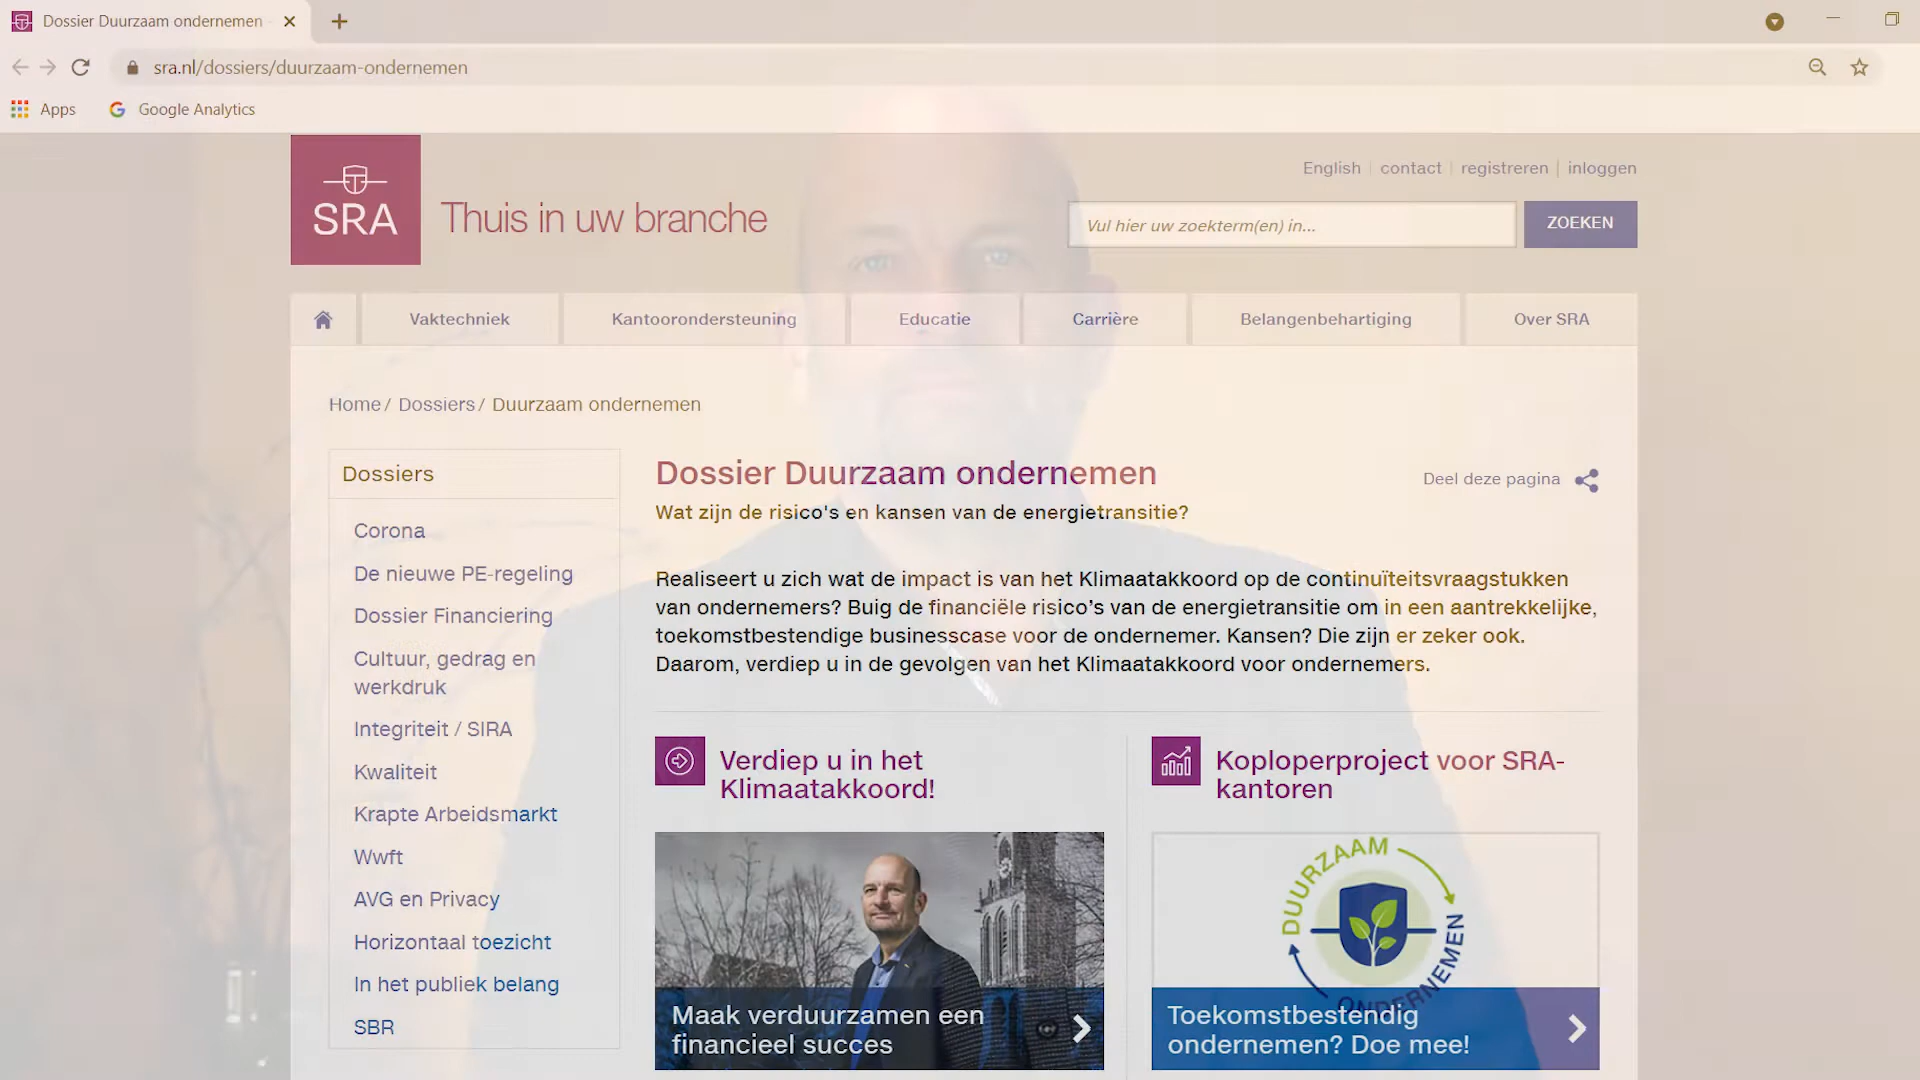 Dossier Duurzaam ondernemen
sra.nl/dossiers/duurzaam-ondernemen
Apps
Google Analytics
English | contact | registreren | inloggen
SRA
Thuis in uw branche
Vul hier uw zoekterm(en) in...
ZOEKEN
Vaktechniek
Kantoorondersteuning
Educatie
Carrière
Belangenbehartiging
Over SRA
Home / Dossiers / Duurzaam ondernemen
Dossiers
Corona
De nieuwe PE-regeling
Dossier Financiering
Cultuur, gedrag en
werkdruk
Integriteit / SIRA
Kwaliteit
Krapte Arbeidsmarkt
Wwft
AVG en Privacy
Horizontaal toezicht
In het publiek belang
SBR
Dossier Duurzaam ondernemen
Deel deze pagina
Wat zijn de risico's en kansen van de energietransitie?
Realiseert u zich wat de impact is van het Klimaatakkoord op de continuïteitsvraagstukken
van ondernemers? Buig de financiële risico’s van de energietransitie om in een aantrekkelijke,
toekomstbestendige businesscase voor de ondernemer. Kansen? Die zijn er zeker ook.
Daarom, verdiep u in de gevolgen van het Klimaatakkoord voor ondernemers.
Verdiep u in het
Klimaatakkoord!
Maak verduurzamen een
financieel succes
Koploperproject voor SRA-
kantoren
DUURZAAM
ONDERNEMEN
Toekomstbestendig
ondernemen? Doe mee!